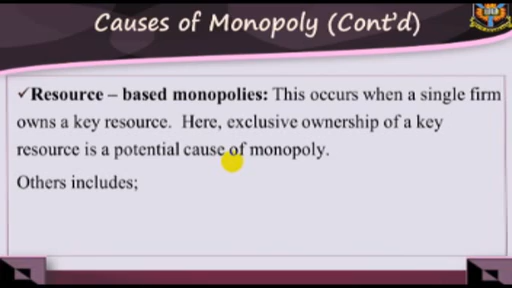 Causes of Monopoly (Cont'd)
✓Resource – based monopolies: This occurs when a single firm
owns a key resource. Here, exclusive ownership of a key
resource is a potential cause of monopoly.
Others includes;